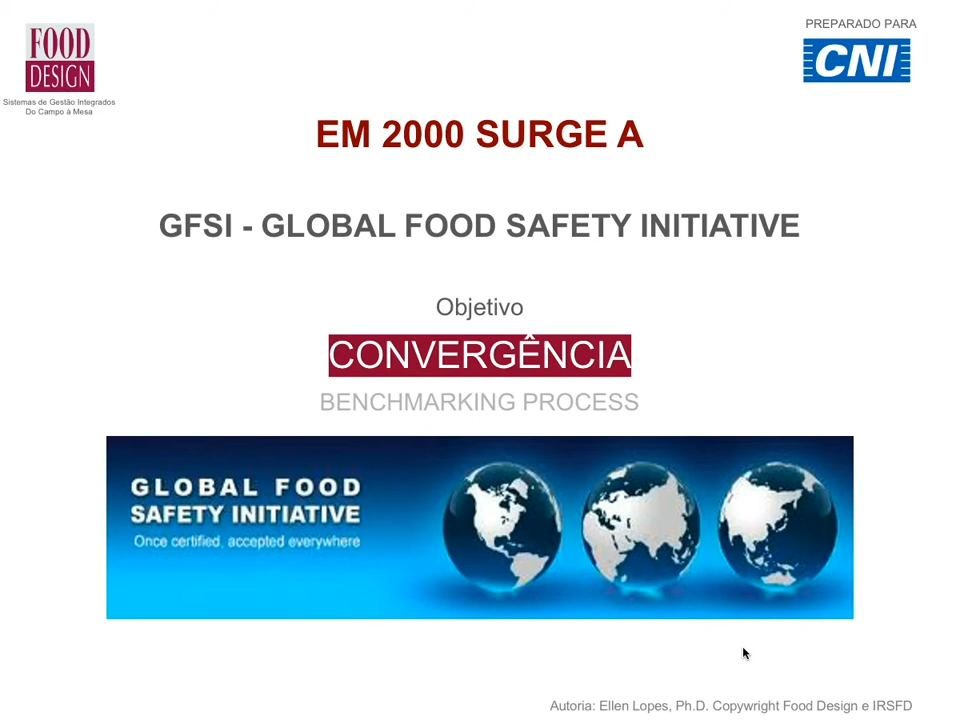 FOOD
DESIGN
Sistemas de Gestão Integrados
Do Campo à Mesa
PREPARADO PARA
CNI
EM 2000 SURGE A
GFSI - GLOBAL FOOD SAFETY INITIATIVE
Objetivo
CONVERGÊNCIA
BENCHMARKING PROCESS
GLOBAL FOOD
SAFETY INITIATIVE
Once certified, accepted everywhere
Autoria: Ellen Lopes, Ph.D. Copywright Food Design e IRSFD